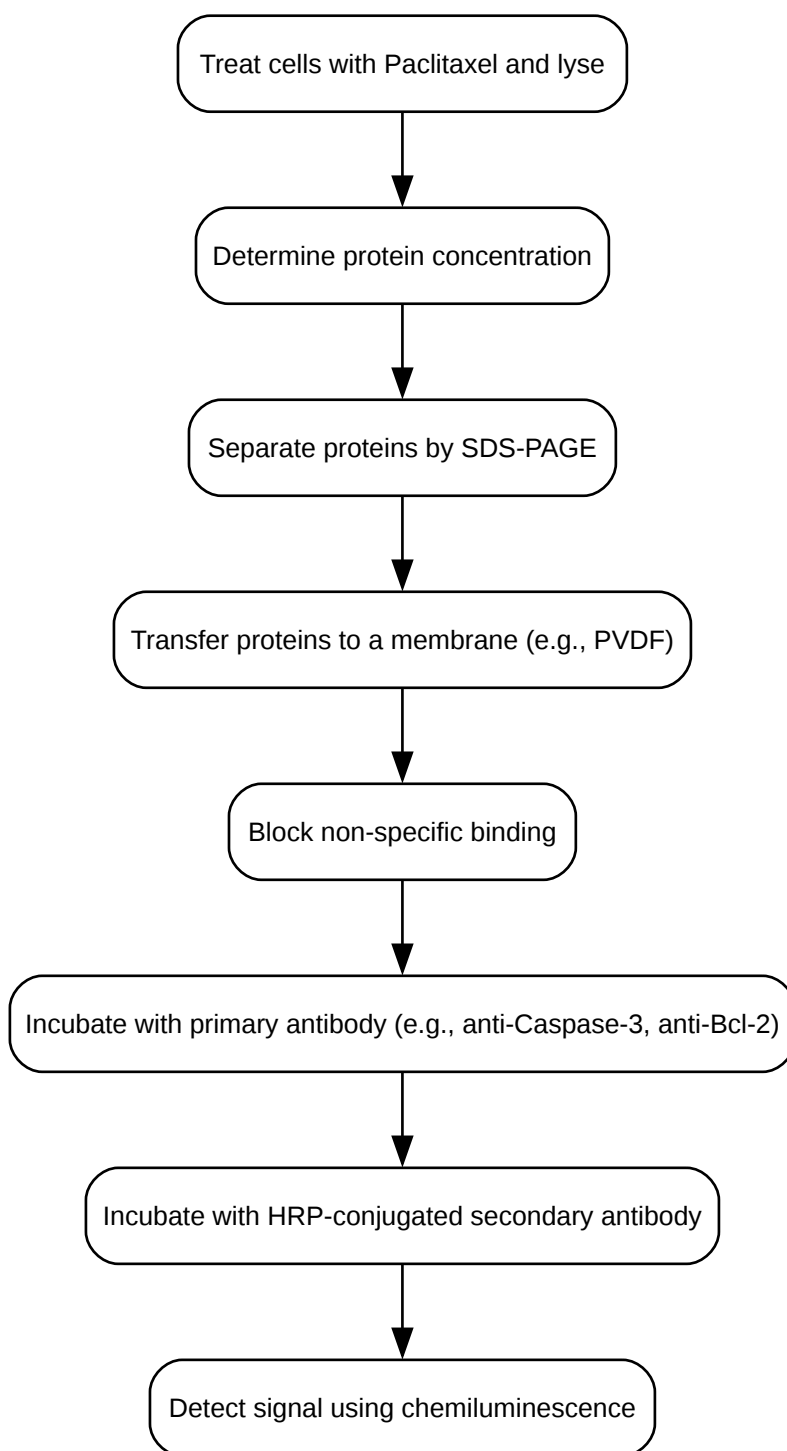 Treat cells with Paclitaxel and lyse
Determine protein concentration
Separate proteins by SDS-PAGE
Transfer proteins to a membrane (e.g., PVDF)
Block non-specific binding
Incubate with primary antibody (e.g., anti-Caspase-3, anti-Bcl-2)
Incubate with HRP-conjugated secondary antibody
Detect signal using chemiluminescence